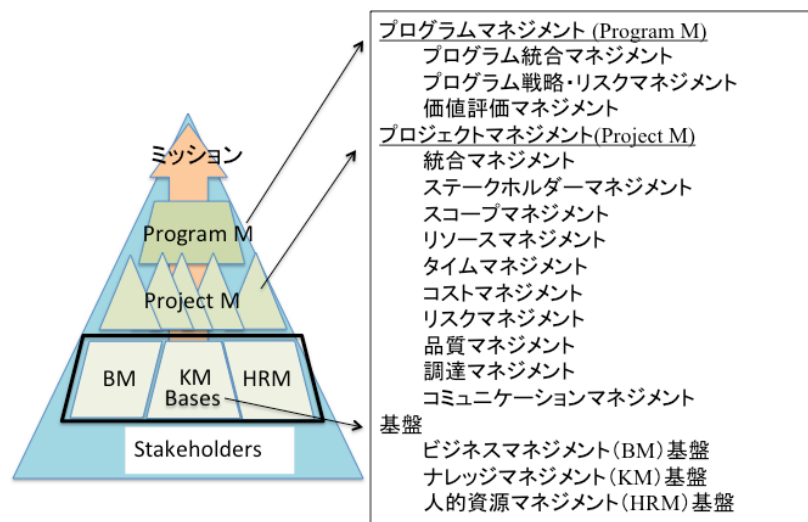 ミッション
Program M
Project M
BM
KM
Bases
HRM
Stakeholders
プログラムマネジメント (Program M)
プログラム統合マネジメント
プログラム戦略・リスクマネジメント
価値評価マネジメント
プロジェクトマネジメント(Project M)
統合マネジメント
ステークホルダーマネジメント
スコープマネジメント
リソースマネジメント
タイムマネジメント
コストマネジメント
リスクマネジメント
品質マネジメント
調達マネジメント
コミュニケーションマネジメント
基盤
ビジネスマネジメント(BM)基盤
ナレッジマネジメント(KM)基盤
人的資源マネジメント(HRM)基盤